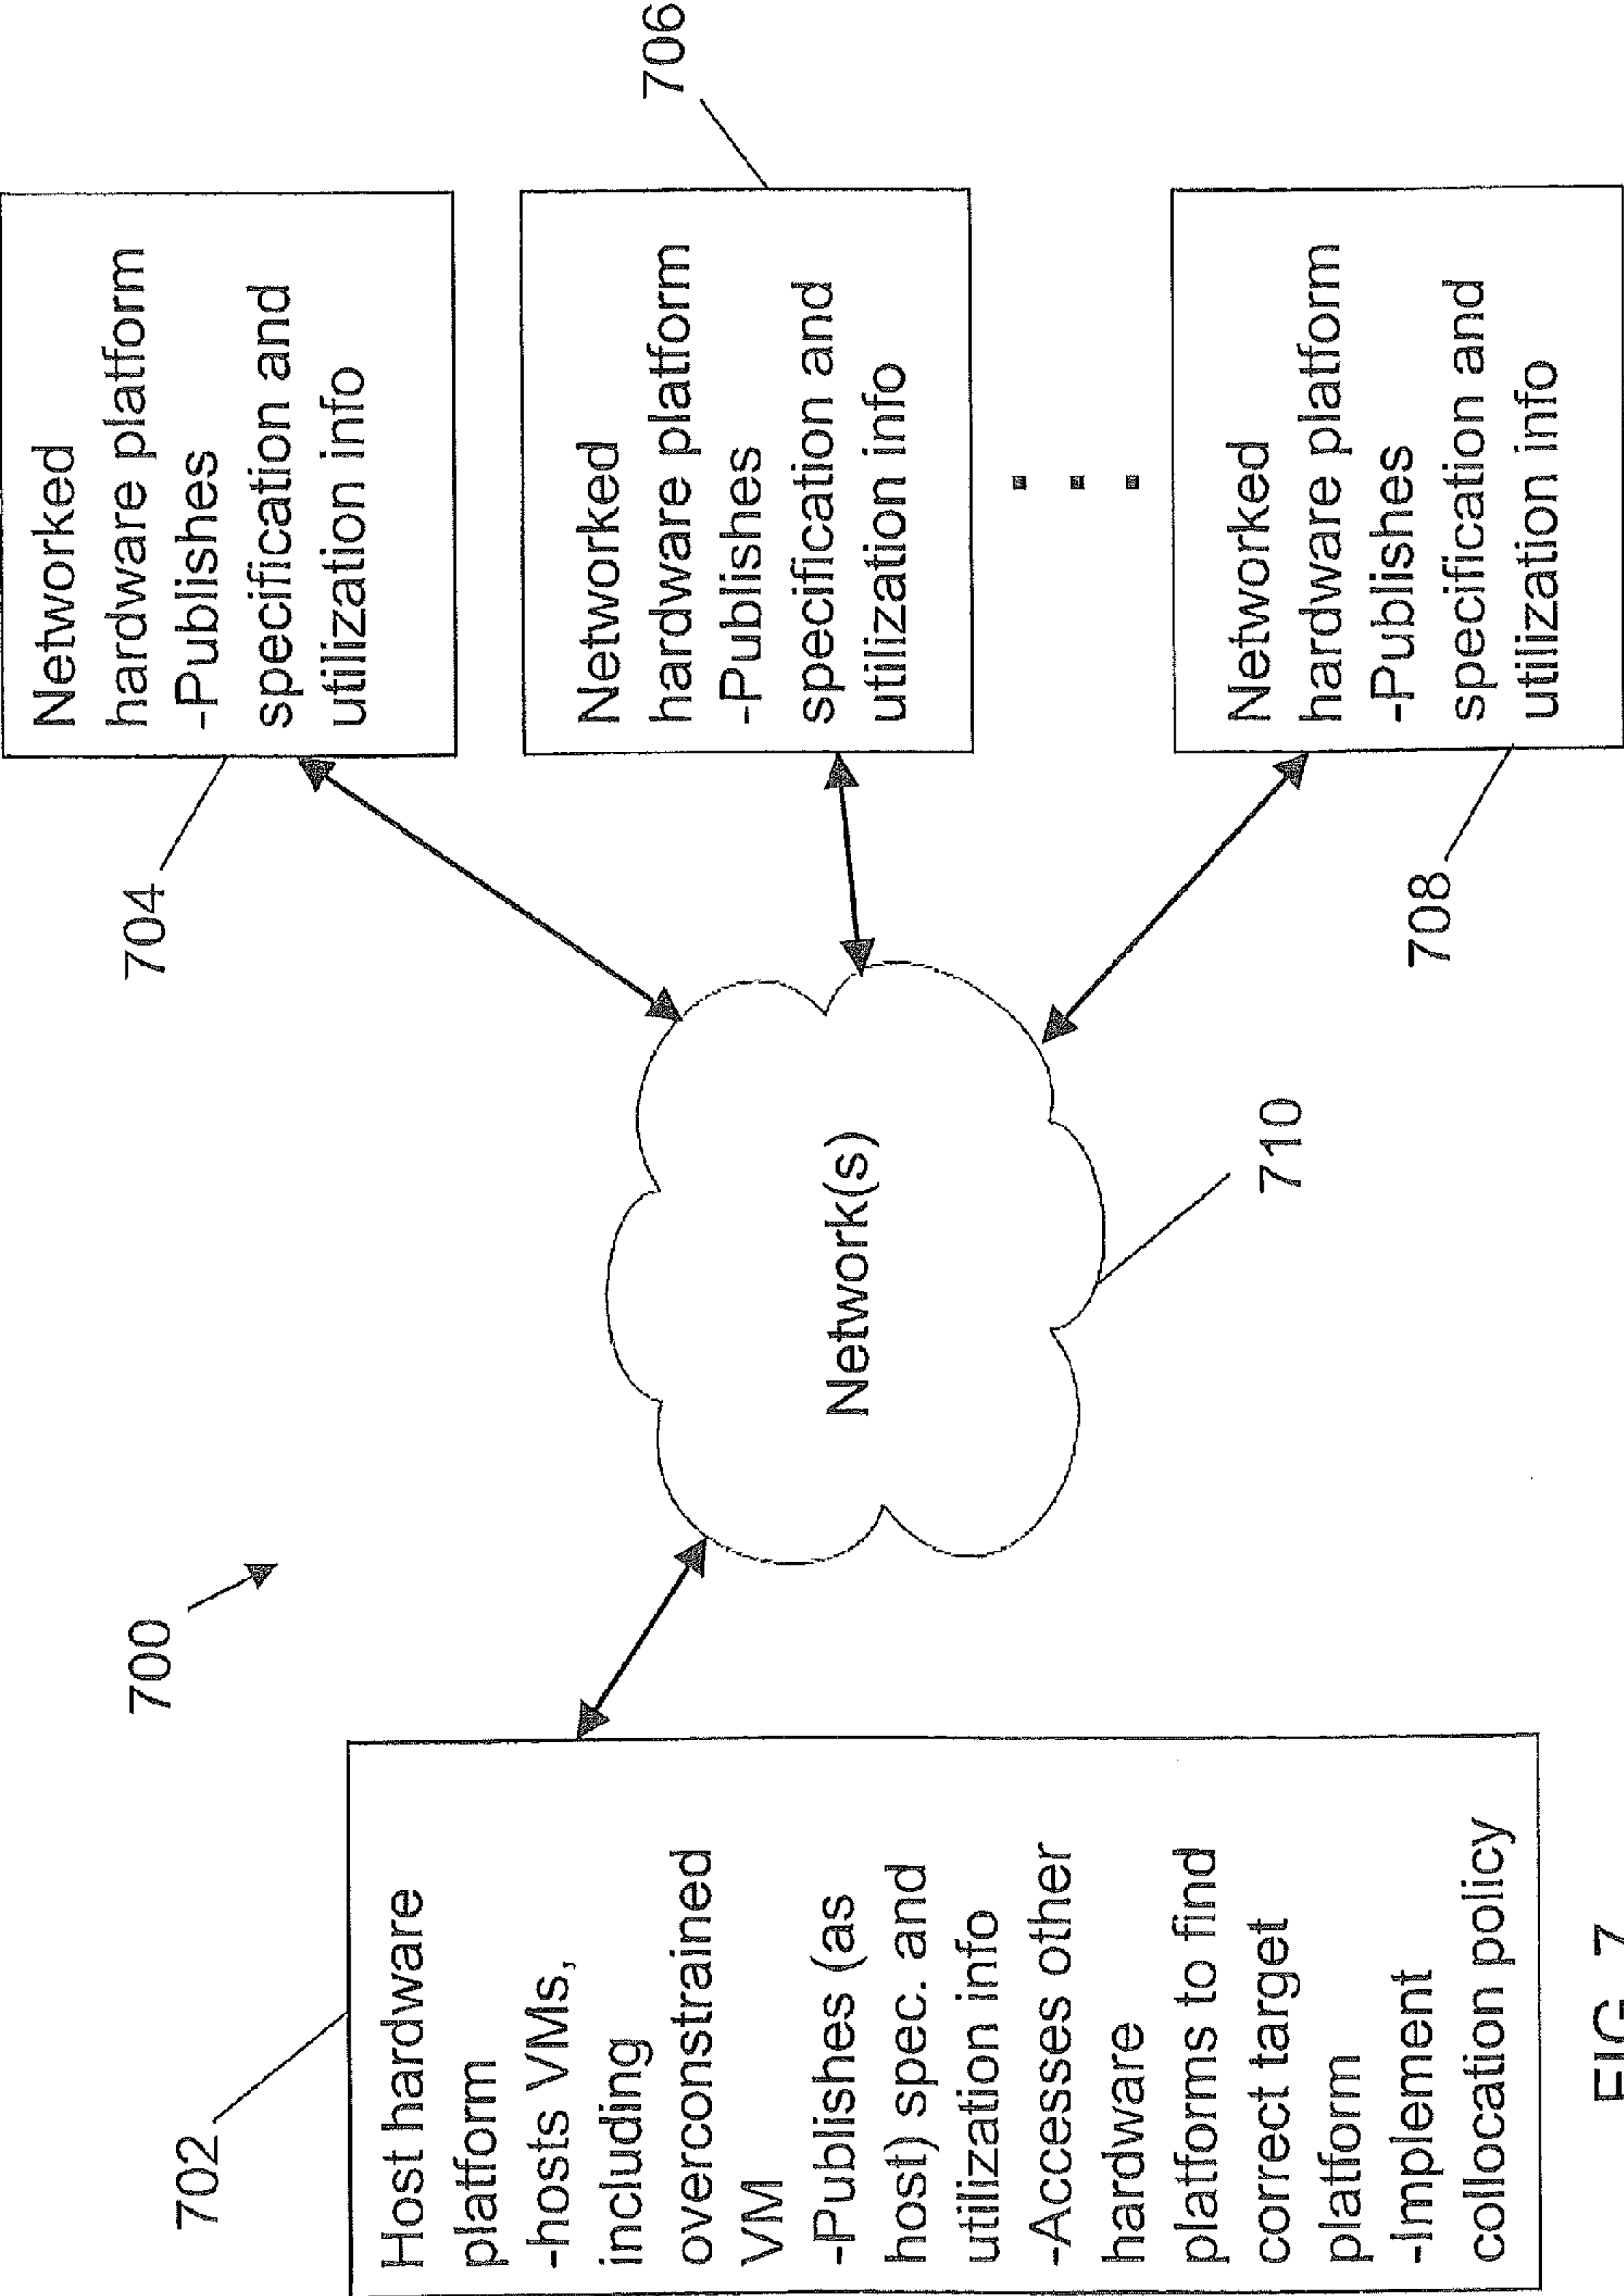 700
702
Host hardware
platform
-hosts VMs,
including
overconstrained
VM
-Publishes (as
host) spec. and
utilization info
-Accesses other
hardware
platforms to find
correct target
platform
-Implement
collocation policy
Network(s)
710
704
Networked
hardware platform
-Publishes
specification and
utilization info
706
Networked
hardware platform
-Publishes
specification and
utilization info
708
Networked
hardware platform
-Publishes
specification and
utilization info
FIG. 7